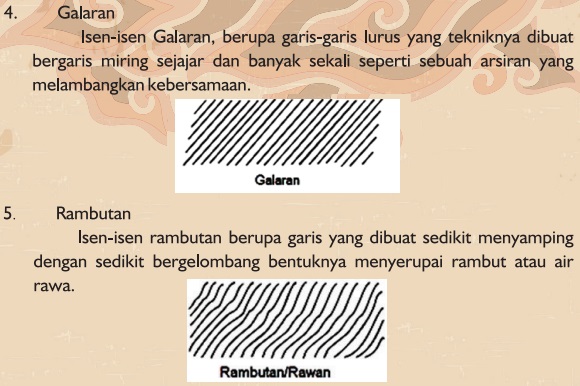 4. Galaran
Isen-isen Galaran, berupa garis-garis lurus yang tekniknya dibuat
bergaris miring sejajar dan banyak sekali seperti sebuah arsiran yang
melambangkan kebersamaan.
Galaran
5. Rambutan
Isen-isen rambutan berupa garis yang dibuat sedikit menyamping
dengan sedikit bergelombang bentuknya menyerupai rambut atau air
rawa.
Rambutan/Rawan